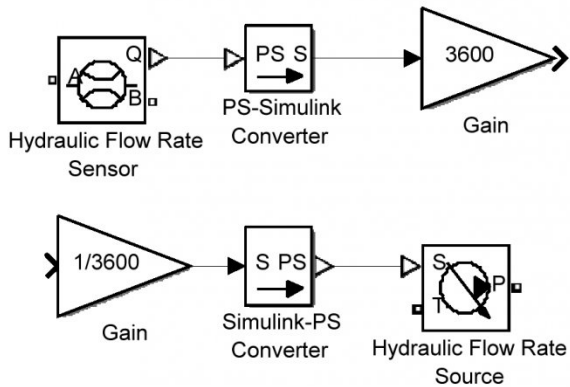 Q
A
B
Hydraulic Flow Rate
Sensor
PS S
PS-Simulink
Converter
3600
Gain
1/3600
Gain
S PS
Simulink-PS
Converter
S
P
T
Hydraulic Flow Rate
Source